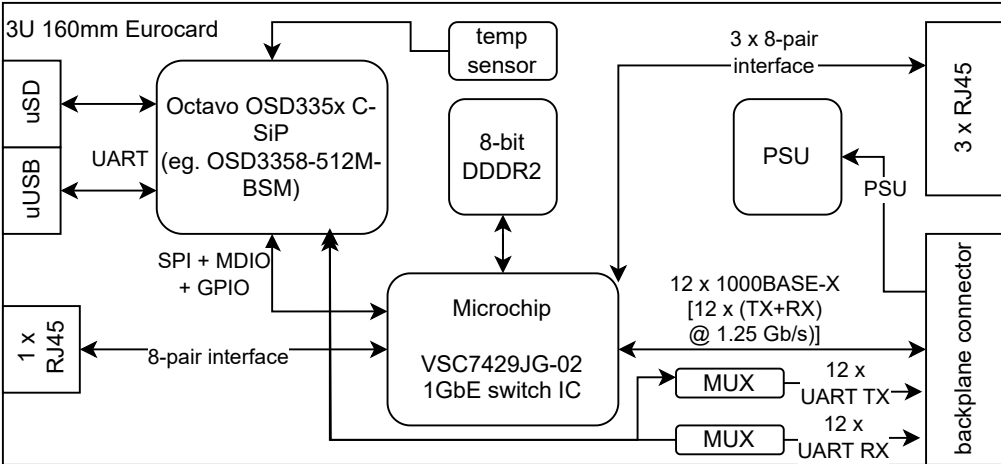 3U 160mm Eurocard
temp
sensor
3 x 8-pair
interface
3 x RJ45
uSD
Octavo OSD335x C-
SiP
(eg. OSD3358-512M-
BSM)
8-bit
DDDR2
PSU
UART
uUSB
PSU
SPI + MDIO
+ GPIO
Microchip
VSC7429JG-02
1GbE switch IC
12 x 1000BASE-X
[12 x (TX+RX)
@ 1.25 Gb/s)]
backplane connector
1 x
RJ45
8-pair interface
MUX
12 x
UART TX
MUX
12 x
UART RX